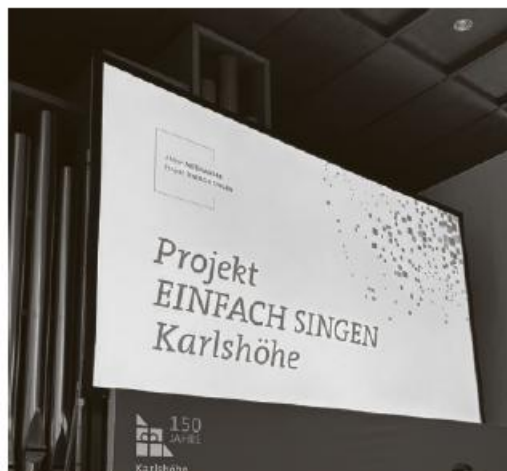 Projekt
EINFACH SINGEN
Karlshöhe
150
JAHRE
Karlshöhe